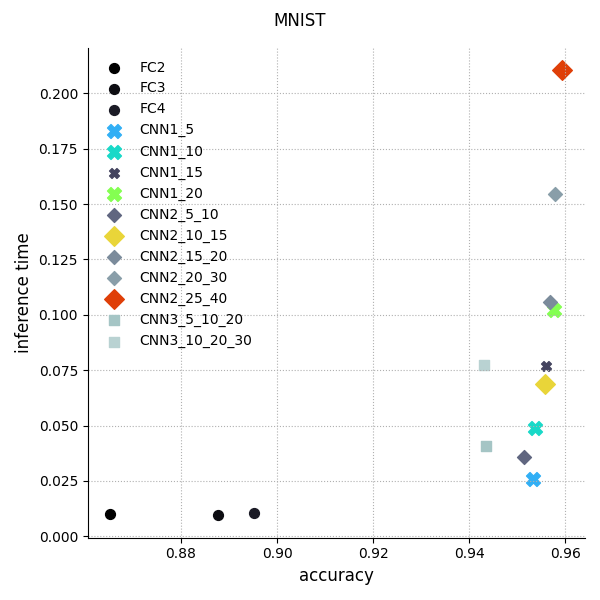 MNIST
FC2
FC3
FC4
CNN1_5
CNN1_10
CNN1_15
CNN1_20
CNN2_5_10
CNN2_10_15
CNN2_15_20
CNN2_20_30
CNN2_25_40
CNN3_5_10_20
CNN3_10_20_30
inference time
0.200
0.175
0.150
0.125
0.100
0.075
0.050
0.025
0.000
0.88 0.90 0.92 0.94 0.96
accuracy